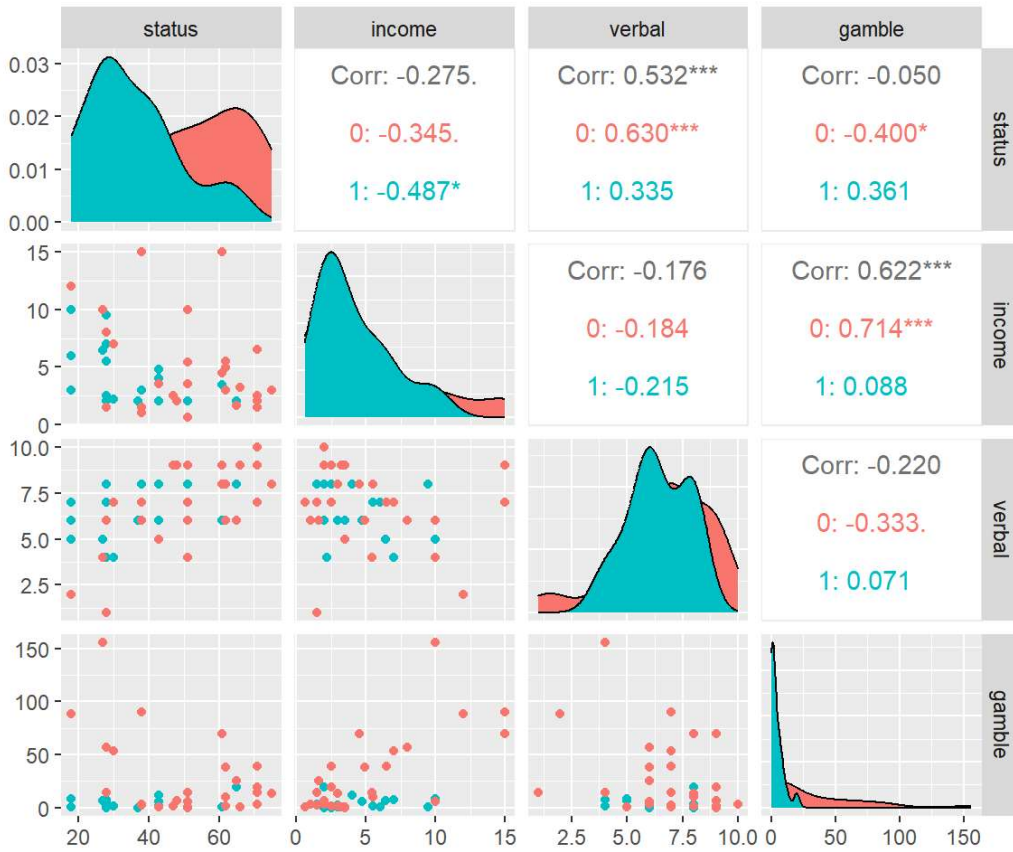 status income verbal gamble
0.03
0.02
0.01
0.00
Corr: -0.275.
0: -0.345.
1: -0.487*
Corr: 0.532***
0: 0.630***
1: 0.335
Corr: -0.050
0: -0.400*
1: 0.361
status
15
10
5
0
Corr: -0.176
0: -0.184
1: -0.215
Corr: 0.622***
0: 0.714***
1: 0.088
income
10.0
7.5
5.0
2.5
Corr: -0.220
0: -0.333.
1: 0.071
verbal
150
100
50
0
gamble
20 40 60
0 5 10 15
2.5 5.0 7.5 10.0
0 50 100 150